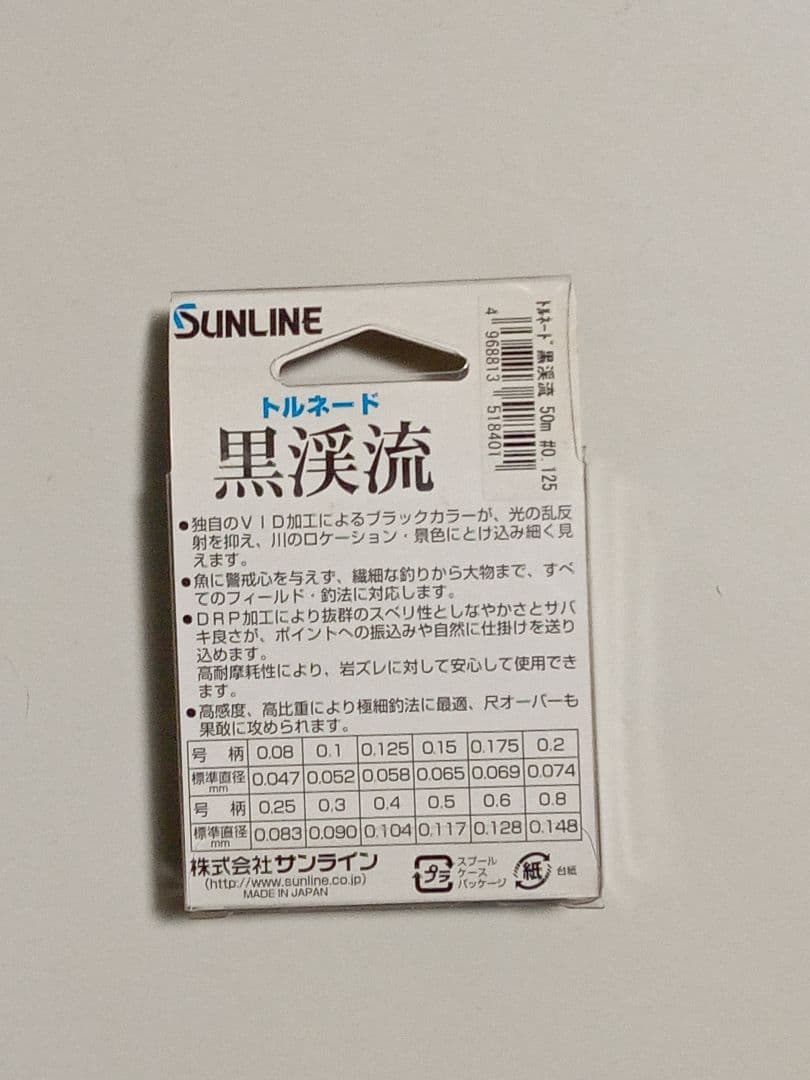 SUNLINE
トルネード
黒渓流
トルネード 黒渓流 50m #0.125
4 968813 518401
●独自のVID加工によるブラックカラーが、光の乱反
射を抑え、川のロケーション・景色にとけ込み細く見
えます。
●魚に警戒心を与えず、繊細な釣りから大物まで、すべ
てのフィールド・釣法に対応します。
●DRP加工により抜群のスベリ性としなやかさとサバ
キ良さが、ポイントへの振込みや自然に仕掛けを送り
込めます。
高耐摩耗性により、岩ズレに対して安心して使用でき
ます。
●高感度、高比重により極細釣法に最適、尺オーバーも
果敢に攻められます。
号 柄 0.08 0.1 0.125 0.15 0.175 0.2
標準直径mm 0.047 0.052 0.058 0.065 0.069 0.074
号 柄 0.25 0.3 0.4 0.5 0.6 0.8
標準直径mm 0.083 0.090 0.104 0.117 0.128 0.148
株式会社サンライン
(http://www.sunline.co.jp)
MADE IN JAPAN
プラ
スプール
ケース
パッケージ
紙
台紙